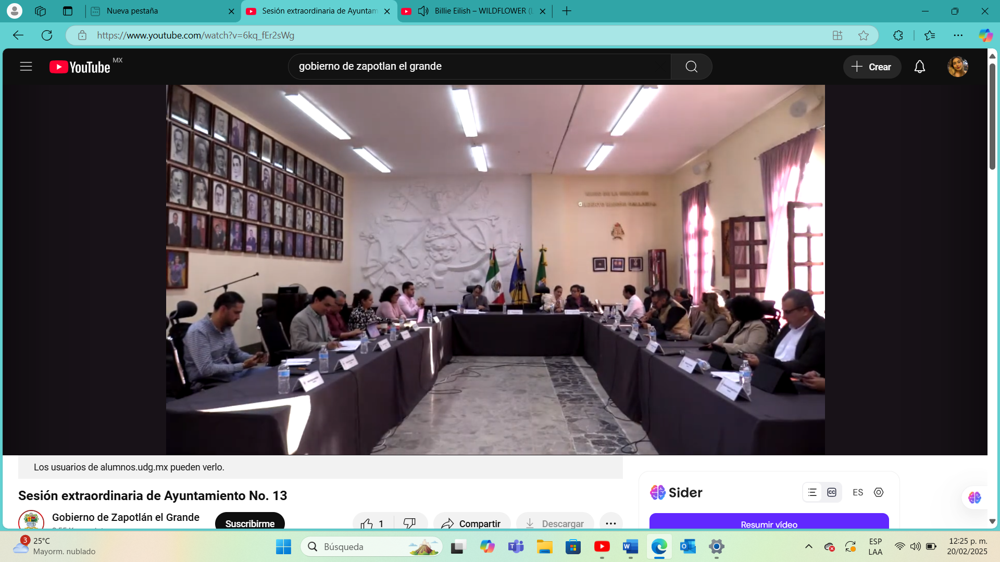 Nueva pestaña
Sesión extraordinaria de Ayuntam
Billie Eilish – WILDFLOWER (L
https://www.youtube.com/watch?v=6kq_fEr2sWg
YouTube MX
gobierno de zapotlan el grande
Crear
Los usuarios de alumnos.udg.mx pueden verlo.
Sesión extraordinaria de Ayuntamiento No. 13
Gobierno de Zapotlán el Grande
Suscribirme
1
Compartir
Descargar
Sider
CC
ES
Resumir vídeo
3
25°C
Mayorm. nublado
Búsqueda
ESP
LAA
12:25 p. m.
20/02/2025